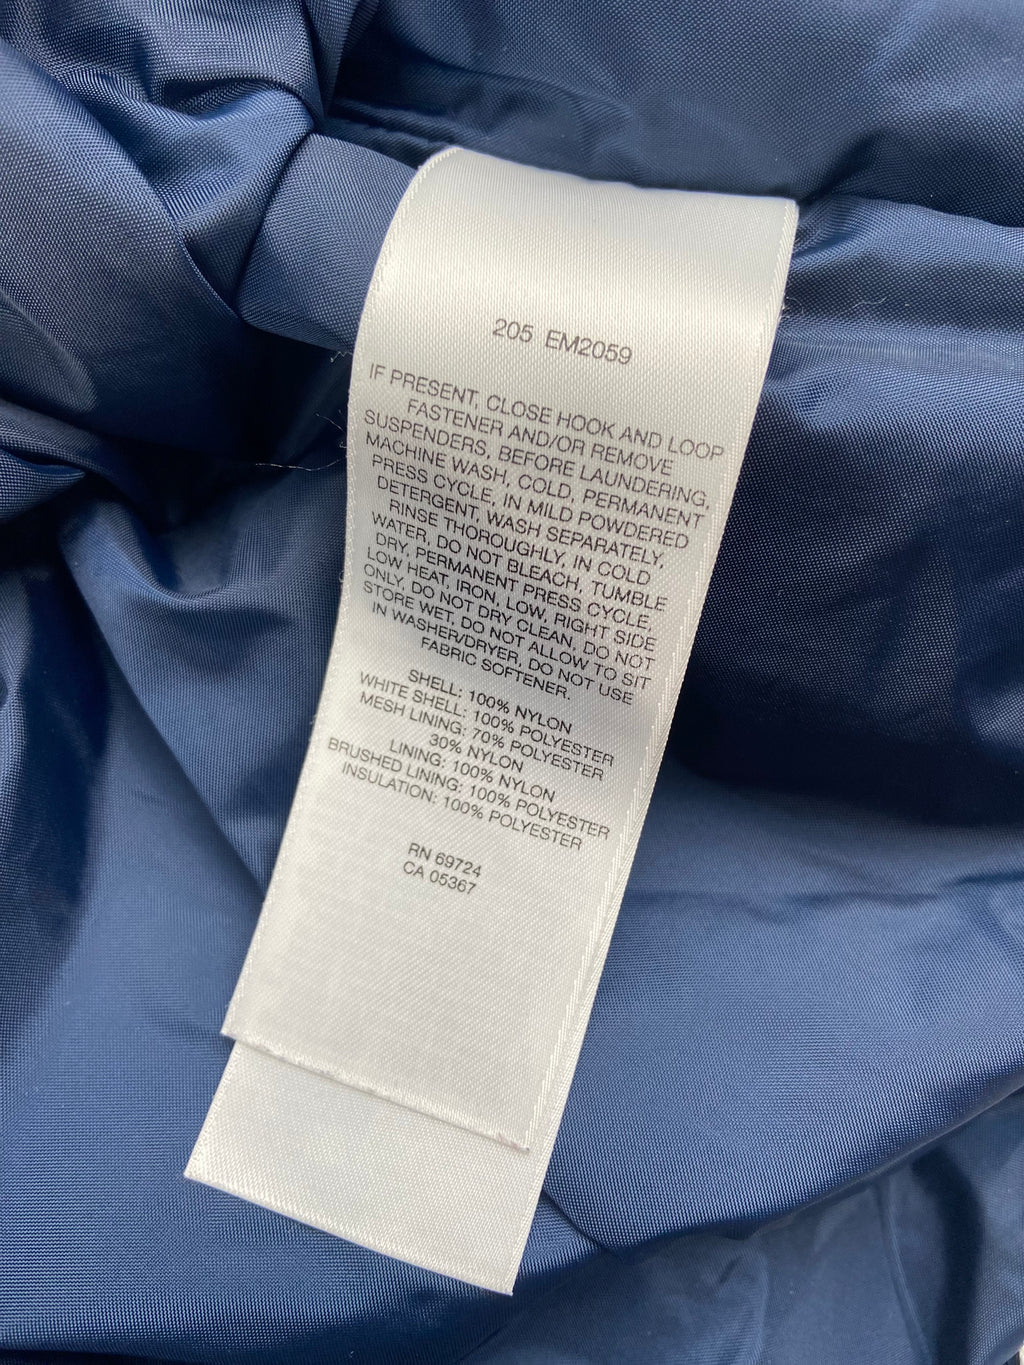 205 EM2059
IF PRESENT, CLOSE HOOK AND LOOP
FASTENER AND/OR REMOVE
SUSPENDERS, BEFORE LAUNDERING,
MACHINE WASH, COLD, PERMANENT
PRESS CYCLE, IN MILD POWDERED
DETERGENT, WASH SEPARATELY,
RINSE THOROUGHLY, IN COLD
WATER, DO NOT BLEACH, TUMBLE
DRY, PERMANENT PRESS CYCLE,
LOW HEAT, IRON, LOW, RIGHT SIDE
ONLY, DO NOT DRY CLEAN, DO NOT
STORE WET, DO NOT ALLOW TO SIT
IN WASHER/DRYER, DO NOT USE
FABRIC SOFTENER.
SHELL: 100% NYLON
WHITE SHELL: 100% POLYESTER
MESH LINING: 70% POLYESTER
30% NYLON
LINING: 100% NYLON
BRUSHED LINING: 100% POLYESTER
INSULATION: 100% POLYESTER
RN 69724
CA 05367